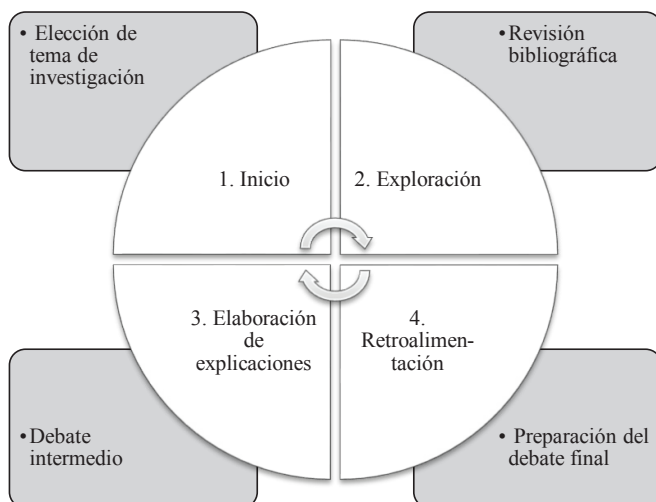 • Elección de
tema de
investigación
• Revisión
bibliográfica
1. Inicio
2. Exploración
3. Elaboración
de
explicaciones
4.
Retroalimen-
tación
• Debate
intermedio
• Preparación del
debate final